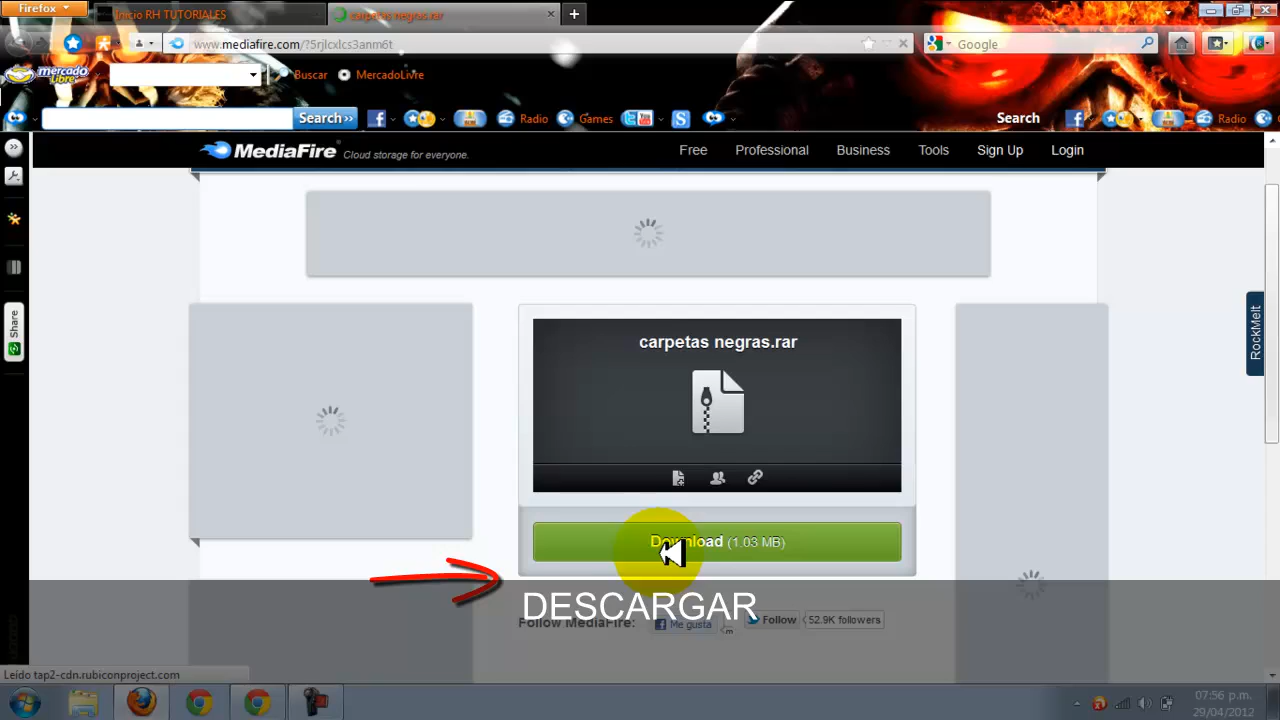 Firefox
Inicio RH TUTORIALES
carpetas negras.rar
www.mediafire.com/?5rjlcxlcs3anm6t
Google
mercado libre
Buscar
MercadoLivre
Search >>
Radio
Games
Search
Radio
MediaFire
Cloud storage for everyone.
Free
Professional
Business
Tools
Sign Up
Login
Share
RockMelt
carpetas negras.rar
Download (1.03 MB)
DESCARGAR
Follow MediaFire:
Me gusta
Follow
52.9K followers
Leido tap2-cdn.rubiconproject.com
07:56 p.m.
29/04/2012